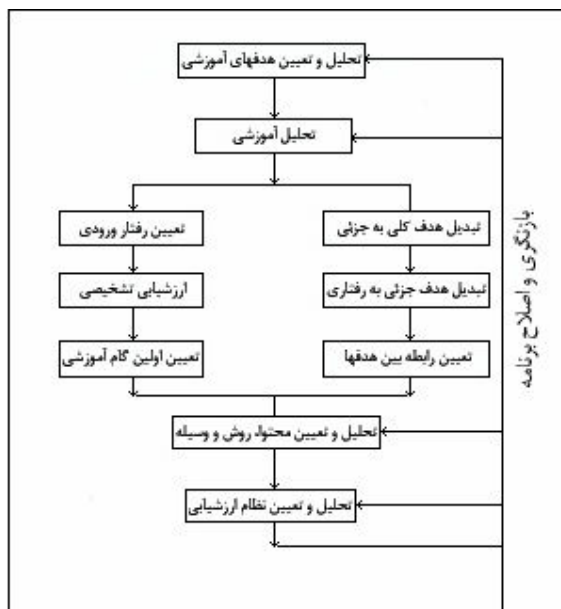 تحلیل و تعیین هدفهای آموزشی
تحلیل آموزشی
تبدیل هدف کلی به جزئی
تعیین رفتار ورودی
تبدیل هدف جزئی به رفتاری
ارزشیابی تشخیصی
تعیین رابطه بین هدفها
تعیین اولین گام آموزشی
تحلیل و تعیین محتوا، روش و وسیله
تحلیل و تعیین نظام ارزشیابی
بازنگری و اصلاح برنامه